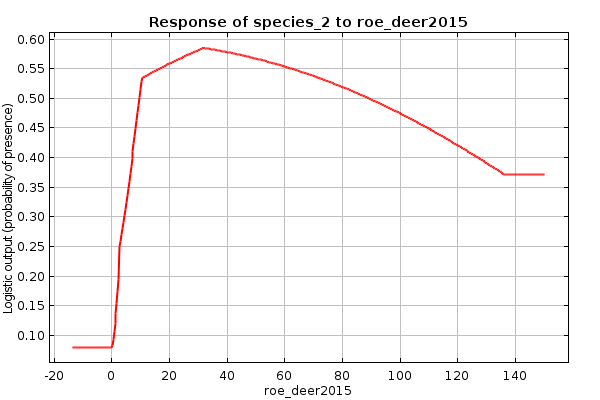 Response of species_2 to roe_deer2015
Logistic output (probability of presence)
0.60
0.55
0.50
0.45
0.40
0.35
0.30
0.25
0.20
0.15
0.10
-20 0 20 40 60 80 100 120 140
roe_deer2015